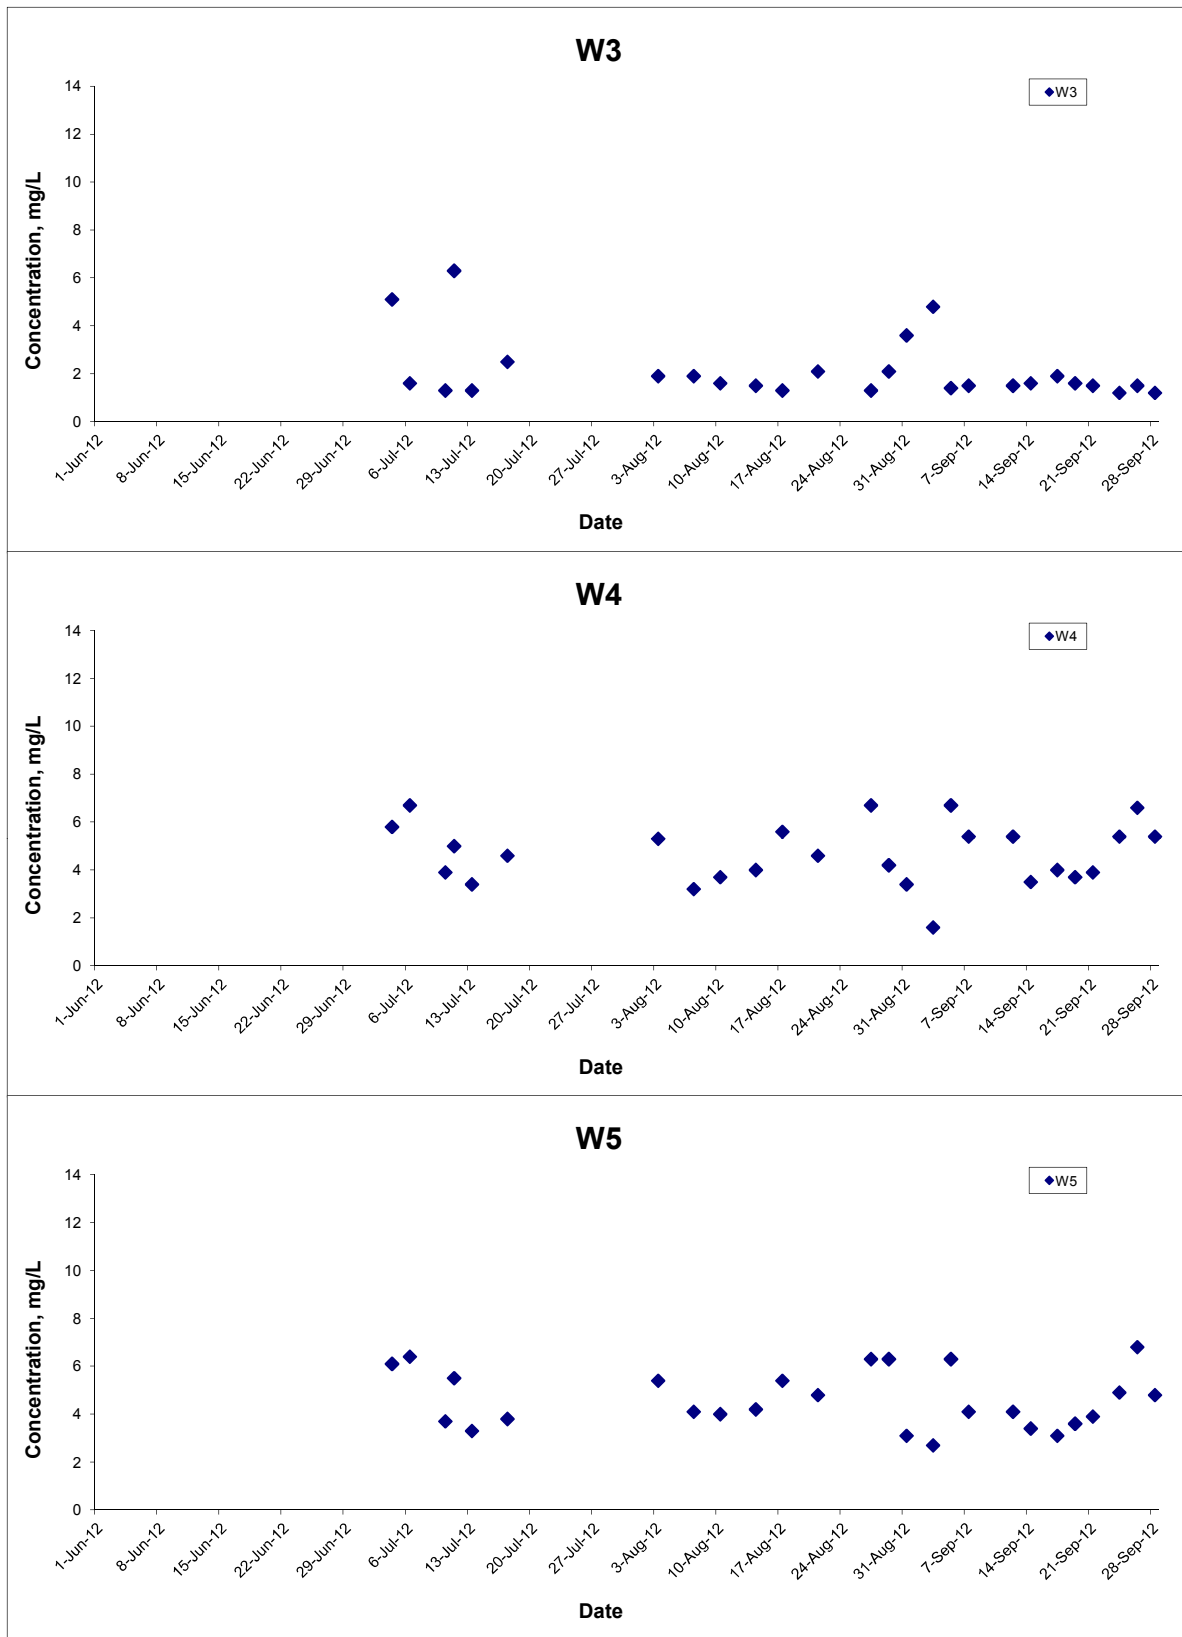 W3
W3
Concentration, mg/L
14
12
10
8
6
4
2
0
1-Jun-12
8-Jun-12
15-Jun-12
22-Jun-12
29-Jun-12
6-Jul-12
13-Jul-12
20-Jul-12
27-Jul-12
3-Aug-12
10-Aug-12
17-Aug-12
24-Aug-12
31-Aug-12
7-Sep-12
14-Sep-12
21-Sep-12
28-Sep-12
Date
W4
W4
Concentration, mg/L
14
12
10
8
6
4
2
0
1-Jun-12
8-Jun-12
15-Jun-12
22-Jun-12
29-Jun-12
6-Jul-12
13-Jul-12
20-Jul-12
27-Jul-12
3-Aug-12
10-Aug-12
17-Aug-12
24-Aug-12
31-Aug-12
7-Sep-12
14-Sep-12
21-Sep-12
28-Sep-12
Date
W5
W5
Concentration, mg/L
14
12
10
8
6
4
2
0
1-Jun-12
8-Jun-12
15-Jun-12
22-Jun-12
29-Jun-12
6-Jul-12
13-Jul-12
20-Jul-12
27-Jul-12
3-Aug-12
10-Aug-12
17-Aug-12
24-Aug-12
31-Aug-12
7-Sep-12
14-Sep-12
21-Sep-12
28-Sep-12
Date